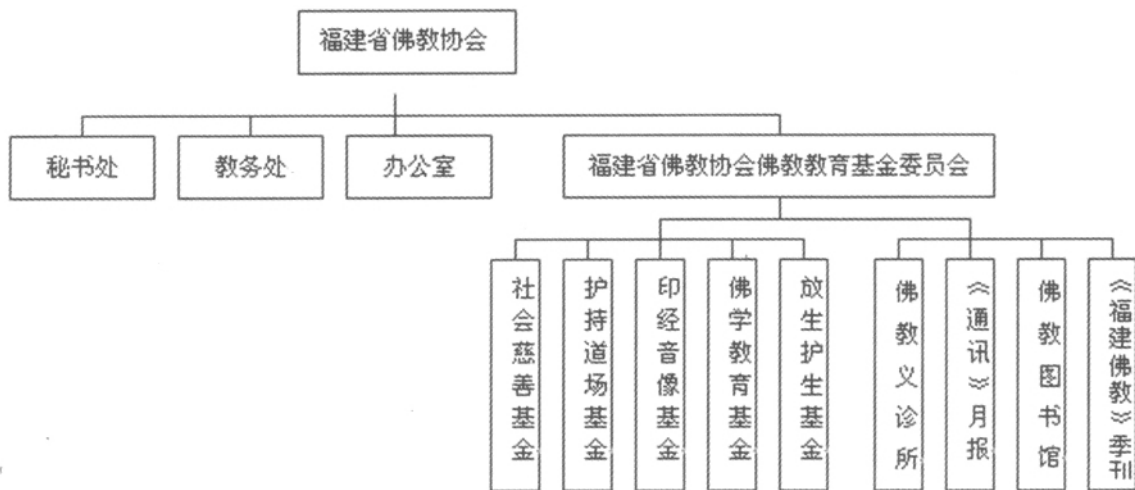 福建省佛教协会
秘书处
教务处
办公室
福建省佛教协会佛教教育基金委员会
社会慈善基金
护持道场基金
印经音像基金
佛学教育基金
放生护生基金
佛教义诊所
《通讯》月报
佛教图书馆
《福建佛教》季刊